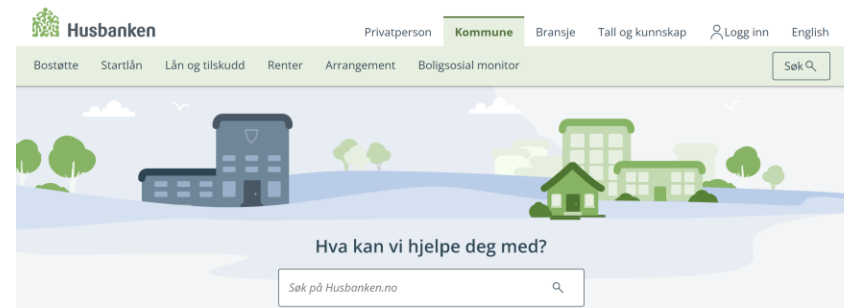 Husbanken
Privatperson Kommune Bransje Tall og kunnskap Logg inn English
Bostøtte Startlån Lån og tilskudd Renter Arrangement Boligsosial monitor Søk
Hva kan vi hjelpe deg med?
Søk på Husbanken.no